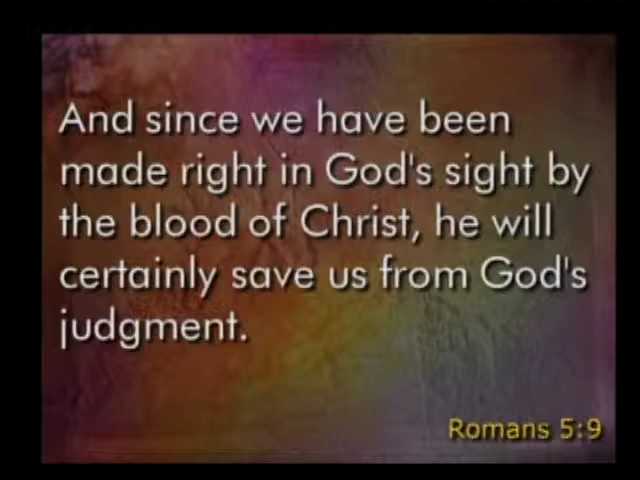 And since we have been
made right in God's sight by
the blood of Christ, he will
certainly save us from God's
judgment.
Romans 5:9